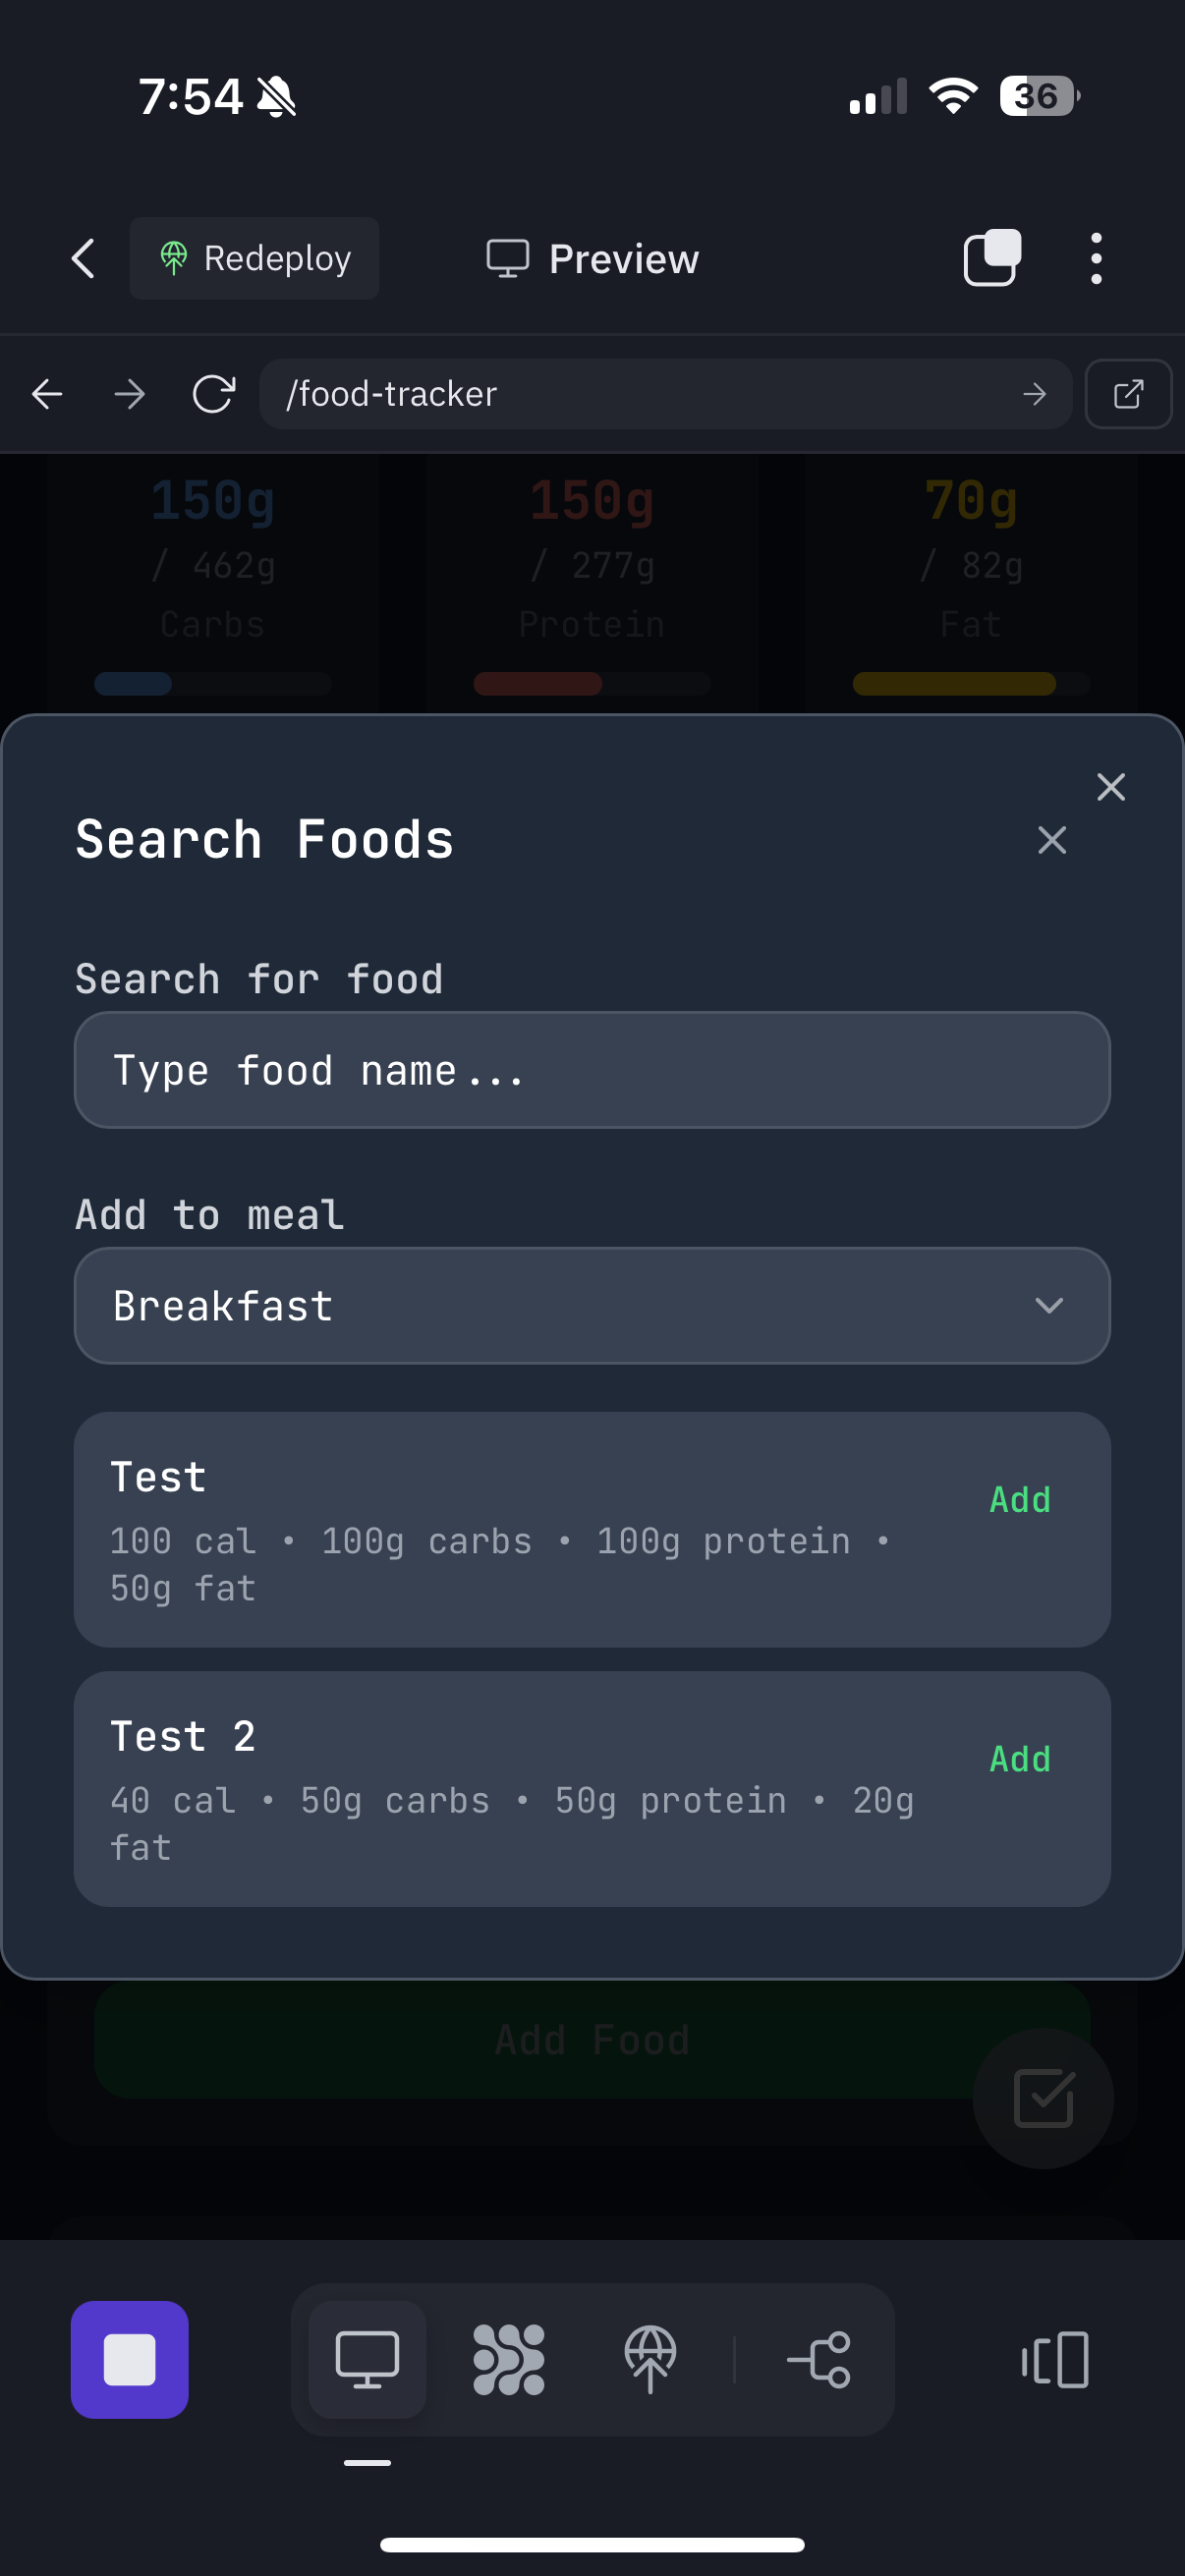 7:54
36
Redeploy
Preview
/food-tracker
150g 150g 70g
/ 462g / 277g / 82g
Carbs Protein Fat
Search Foods
Search for food
Type food name...
Add to meal
Breakfast
Test
Add
100 cal • 100g carbs • 100g protein •
50g fat
Test 2
Add
40 cal • 50g carbs • 50g protein • 20g
fat
Add Food